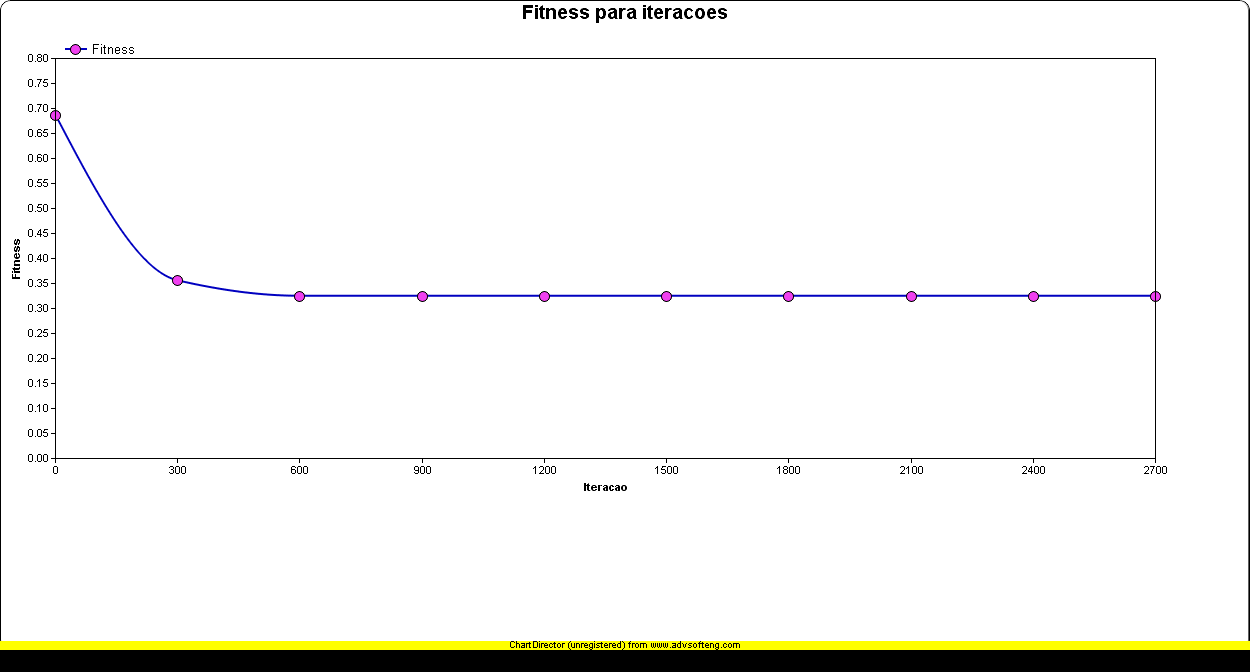 Fitness para iteracoes
Fitness
0.80
0.75
0.70
0.65
0.60
0.55
0.50
0.45
0.40
0.35
0.30
0.25
0.20
0.15
0.10
0.05
0.00
Fitness
0 300 600 900 1200 1500 1800 2100 2400 2700
Iteracao
ChartDirector (unregistered) from www.advsofteng.com